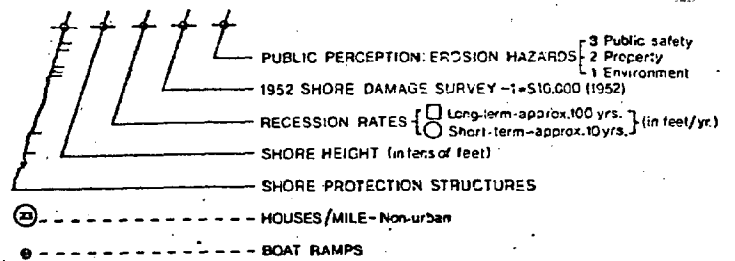 3 Public safety
PUBLIC PERCEPTION: EROSION HAZARDS 2 Property
1 Environment
1952 SHORE DAMAGE SURVEY -1=$10,000 (1952)
RECESSION RATES Long-term-approx.100 yrs. (in feet/yr.)
Short-term-approx.10 yrs.
SHORE HEIGHT (in tens of feet)
SHORE PROTECTION STRUCTURES
HOUSES/MILE-Non-urban
BOAT RAMPS